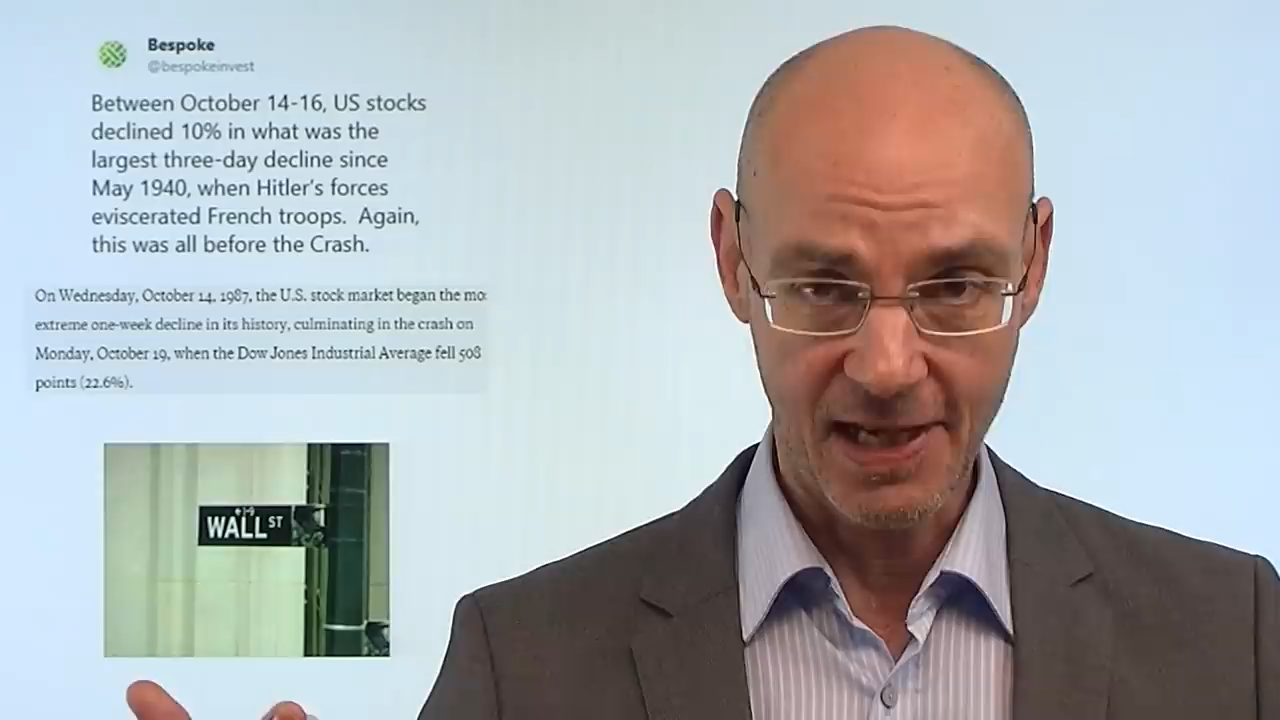 Bespoke
@bespokeinvest
Between October 14-16, US stocks
declined 10% in what was the
largest three-day decline since
May 1940, when Hitler's forces
eviscerated French troops. Again,
this was all before the Crash.
On Wednesday, October 14, 1987, the U.S. stock market began the
extreme one-week decline in its history, culminating in the crash on
Monday, October 19, when the Dow Jones Industrial Average fell 508
points (22.6%).
1-9
WALL ST